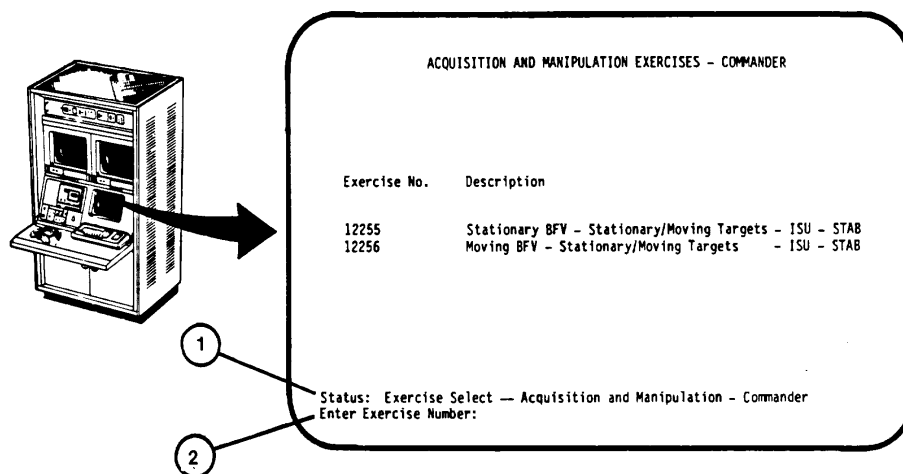 ACQUISITION AND MANIPULATION EXERCISES - COMMANDER
Exercise No. Description
12255 Stationary BFV - Stationary/Moving Targets - ISU - STAB
12256 Moving BFV - Stationary/Moving Targets - ISU - STAB
1
Status: Exercise Select — Acquisition and Manipulation - Commander
Enter Exercise Number:
2